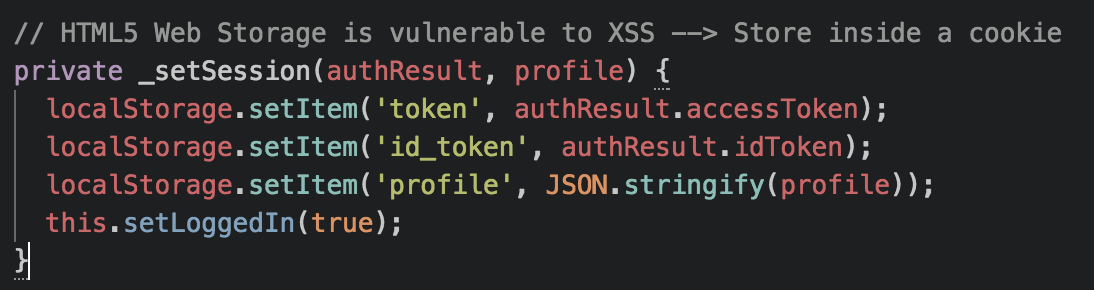 // HTML5 Web Storage is vulnerable to XSS --> Store inside a cookie
private _setSession(authResult, profile) {
localStorage.setItem('token', authResult.accessToken);
localStorage.setItem('id_token', authResult.idToken);
localStorage.setItem('profile', JSON.stringify(profile));
this.setLoggedIn(true);
}